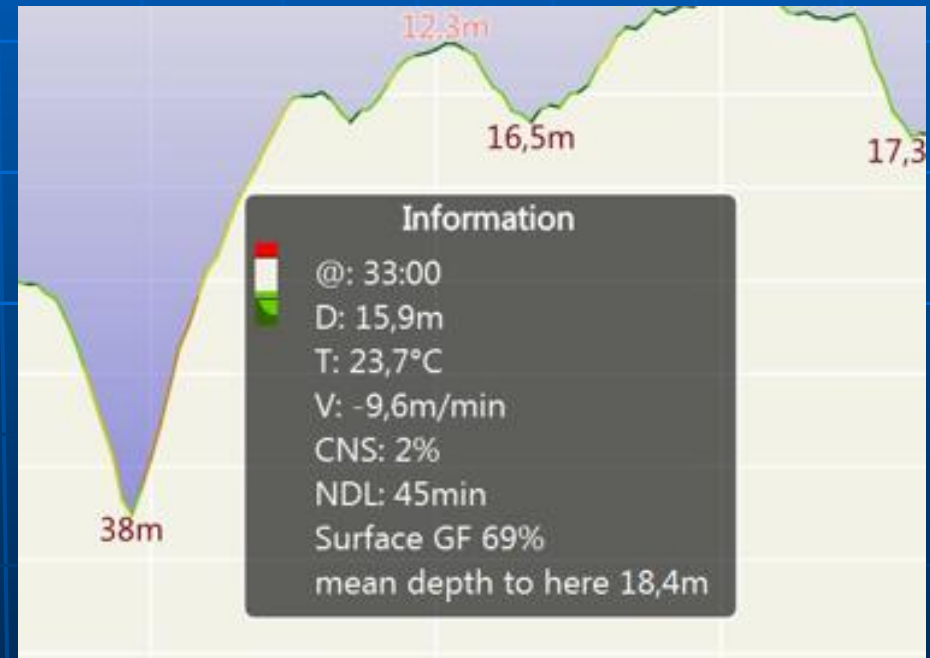 12,3m
16,5m
17,3
38m
Information
@: 33:00
D: 15,9m
T: 23,7°C
V: -9,6m/min
CNS: 2%
NDL: 45min
Surface GF 69%
mean depth to here 18,4m